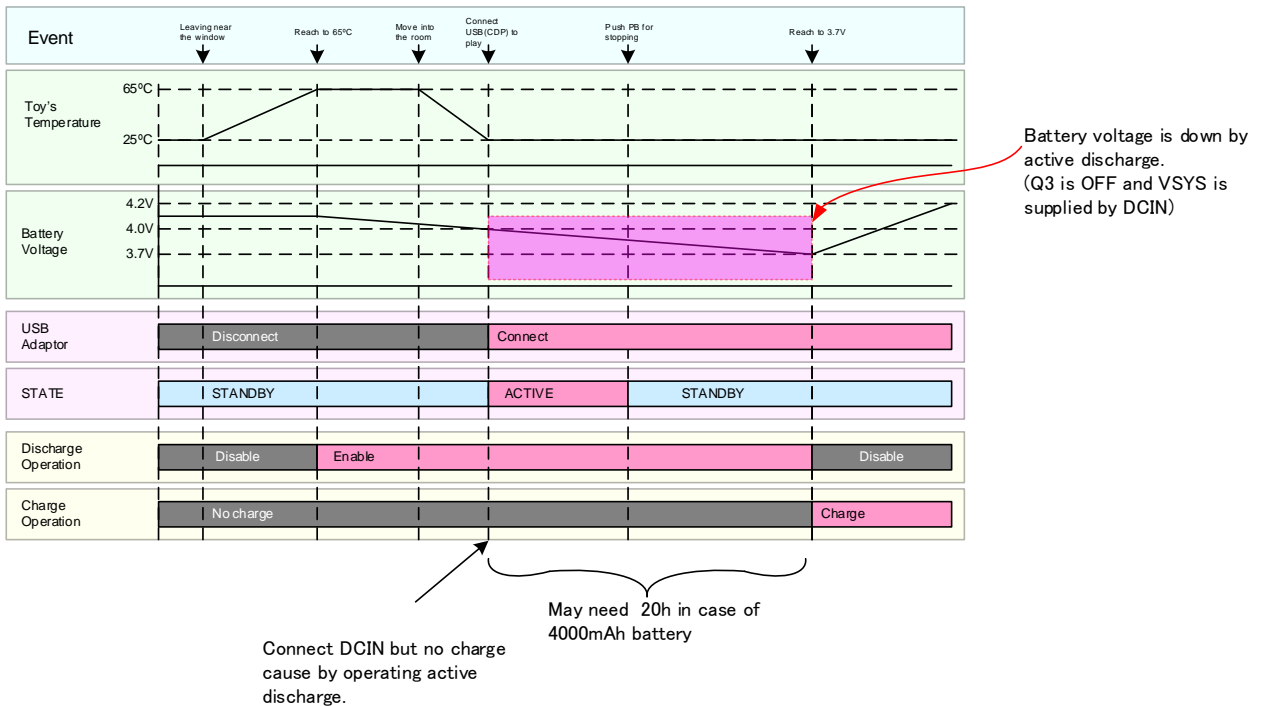 Event
Leaving near
the window
Reach to 65ºC
Move into
the room
Connect
USB(CDP) to
play
Push PB for
stopping
Reach to 3.7V
Toy's
Temperature
65ºC
25ºC
Battery
Voltage
4.2V
4.0V
3.7V
Battery voltage is down by
active discharge.
(Q3 is OFF and VSYS is
supplied by DCIN)
USB
Adaptor
Disconnect
Connect
STATE
STANDBY
ACTIVE
STANDBY
Discharge
Operation
Disable
Enable
Disable
Charge
Operation
No charge
Charge
May need 20h in case of
4000mAh battery
Connect DCIN but no charge
cause by operating active
discharge.